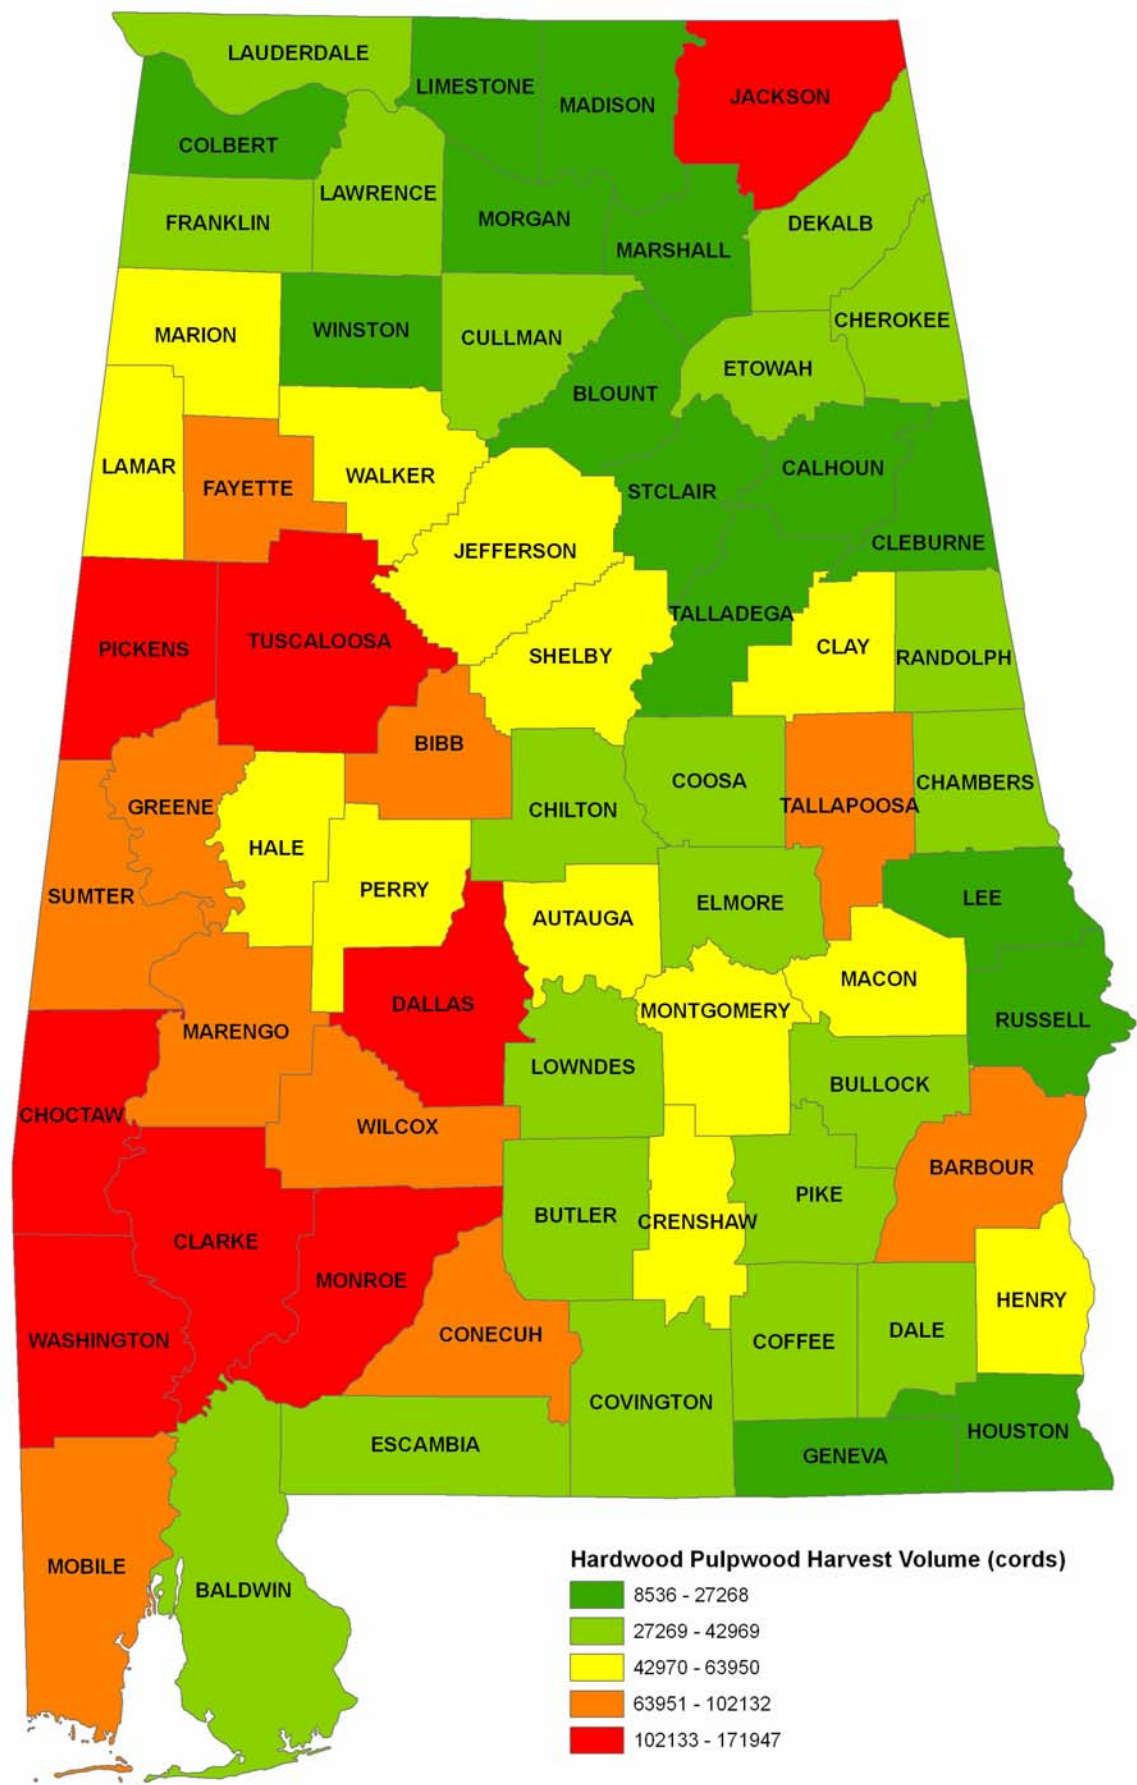 LAUDERDALE
LIMESTONE
MADISON
JACKSON
COLBERT
LAWRENCE
FRANKLIN
MORGAN
MARSHALL
DEKALB
MARION
WINSTON
CULLMAN
CHEROKEE
ETOWAH
BLOUNT
LAMAR
FAYETTE
WALKER
STCLAIR
CALHOUN
JEFFERSON
CLEBURNE
TALLADEGA
PICKENS
TUSCALOOSA
SHELBY
CLAY
RANDOLPH
BIBB
COOSA
CHAMBERS
GREENE
CHILTON
TALLAPOOSA
HALE
SUMTER
PERRY
AUTAUGA
ELMORE
LEE
MACON
DALLAS
MONTGOMERY
RUSSELL
MARENGO
LOWNDES
BULLOCK
CHOCTAW
WILCOX
BARBOUR
PIKE
BUTLER
CRENSHAW
CLARKE
MONROE
HENRY
WASHINGTON
CONECUH
COFFEE
DALE
COVINGTON
ESCAMBIA
GENEVA
HOUSTON
MOBILE
BALDWIN
Hardwood Pulpwood Harvest Volume (cords)
8536 - 27268
27269 - 42969
42970 - 63950
63951 - 102132
102133 - 171947